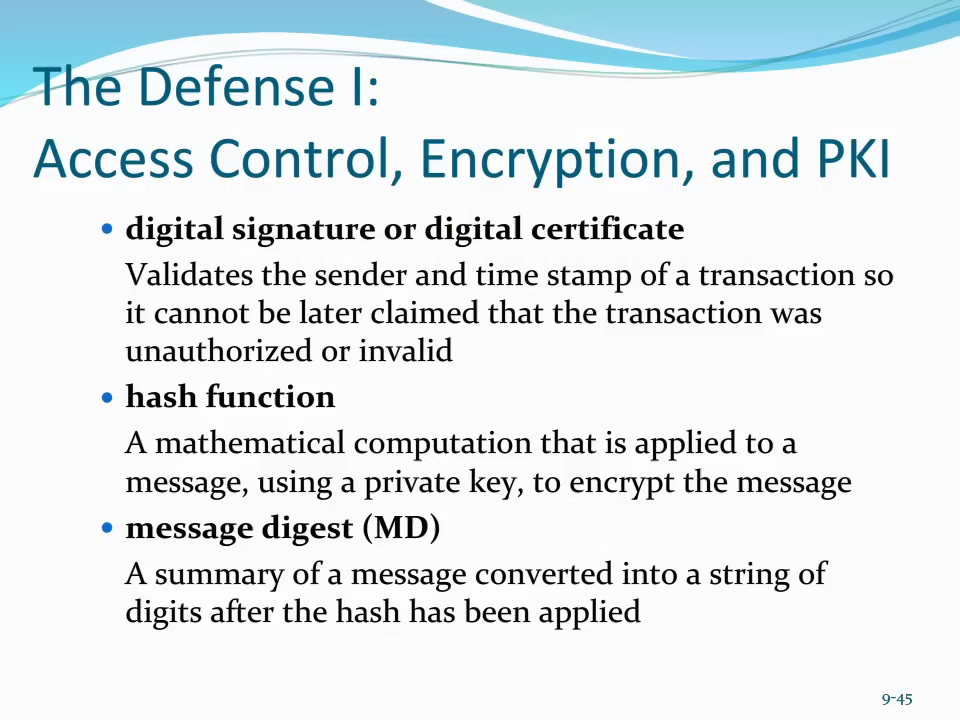 The Defense I:
Access Control, Encryption, and PKI
• digital signature or digital certificate
Validates the sender and time stamp of a transaction so
it cannot be later claimed that the transaction was
unauthorized or invalid
• hash function
A mathematical computation that is applied to a
message, using a private key, to encrypt the message
• message digest (MD)
A summary of a message converted into a string of
digits after the hash has been applied
9-45